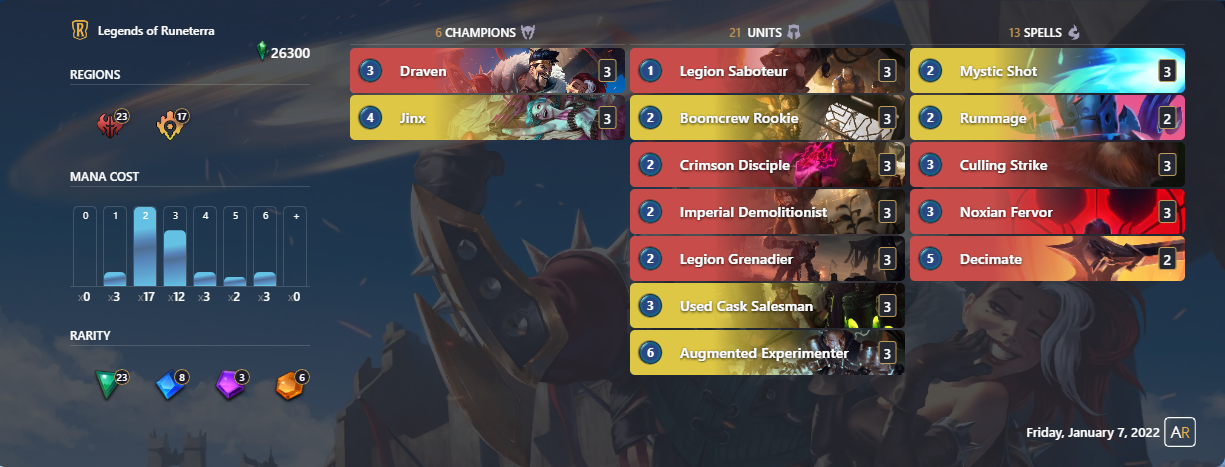 Legends of Runeterra
26300
REGIONS
23
17
MANA COST
0 1 2 3 4 5 6 +
x0 x3 x17 x12 x3 x2 x3 x0
RARITY
23 8 3 6
6 CHAMPIONS
3 Draven 3
4 Jinx 3
21 UNITS
1 Legion Saboteur 3
2 Boomcrew Rookie 3
2 Crimson Disciple 3
2 Imperial Demolitionist 3
2 Legion Grenadier 3
3 Used Cask Salesman 3
6 Augmented Experimenter 3
13 SPELLS
2 Mystic Shot 3
2 Rummage 2
3 Culling Strike 3
3 Noxian Fervor 3
5 Decimate 2
Friday, January 7, 2022 AR